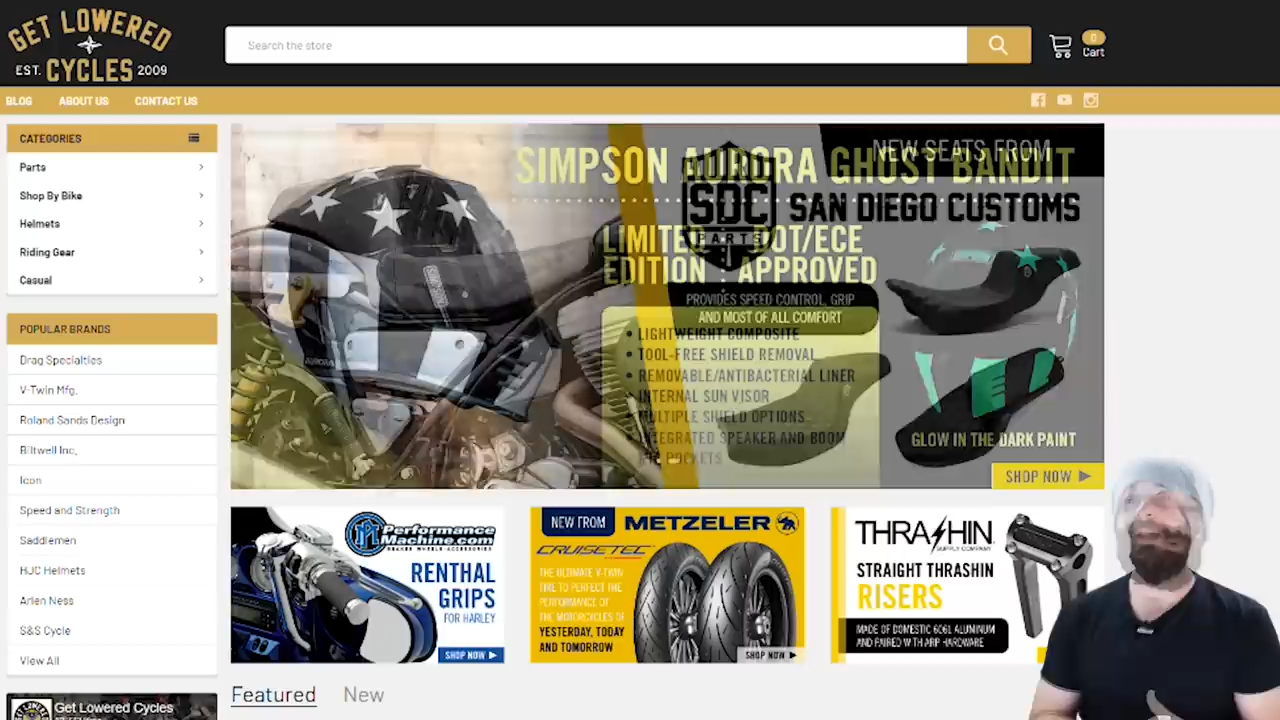 GET LOWERED
EST. CYCLES 2009
Search the store
0
Cart
BLOG ABOUT US CONTACT US
CATEGORIES
Parts
Shop By Bike
Helmets
Riding Gear
Casual
POPULAR BRANDS
Drag Specialties
V-Twin Mfg.
Roland Sands Design
Biltwell Inc.
Icon
Speed and Strength
Saddlemen
HJC Helmets
Arlen Ness
S&S Cycle
View All
Get Lowered Cycles
NEW SEATS FROM
SIMPSON AURORA GHOST BANDIT
SDC
PARTS
SAN DIEGO CUSTOMS
LIMITED DOT/ECE
EDITION : APPROVED
PROVIDES SPEED CONTROL, GRIP
AND MOST OF ALL COMFORT
• LIGHTWEIGHT COMPOSITE
• TOOL-FREE SHIELD REMOVAL
• REMOVABLE/ANTIBACTERIAL LINER
• INTERNAL SUN VISOR
• MULTIPLE SHIELD OPTIONS
• INTEGRATED SPEAKER AND BOOM
POCKETS
GLOW IN THE DARK PAINT
SHOP NOW
Performance
Machine.com
RENTHAL
GRIPS
FOR HARLEY
SHOP NOW
NEW FROM METZELER
CRUISETEC
THE ULTIMATE V-TWIN
TIRE TO PERFECT THE
PERFORMANCE OF
THE MOTORCYCLES OF
YESTERDAY, TODAY
AND TOMORROW
SHOP NOW
THRASHIN
SUPPLY COMPANY
STRAIGHT THRASHIN
RISERS
MADE OF DOMESTIC 6061 ALUMINUM
AND PAIRED WITH ARP HARDWARE
Featured New